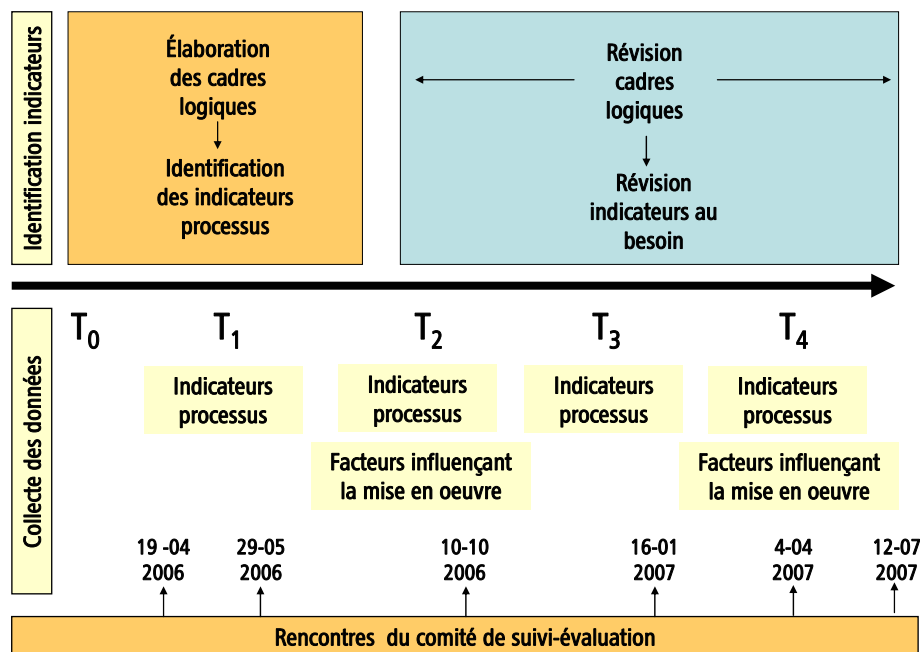 Identification indicateurs
Élaboration
des cadres
logiques
Identification
des indicateurs
processus
Révision
cadres
logiques
Révision
indicateurs au
besoin
Collecte des données
T0
T1
T2
T3
T4
Indicateurs
processus
Indicateurs
processus
Indicateurs
processus
Indicateurs
processus
Facteurs influençant
la mise en oeuvre
Facteurs influençant
la mise en oeuvre
19 -04
2006
29-05
2006
10-10
2006
16-01
2007
4-04
2007
12-07
2007
Rencontres du comité de suivi-évaluation